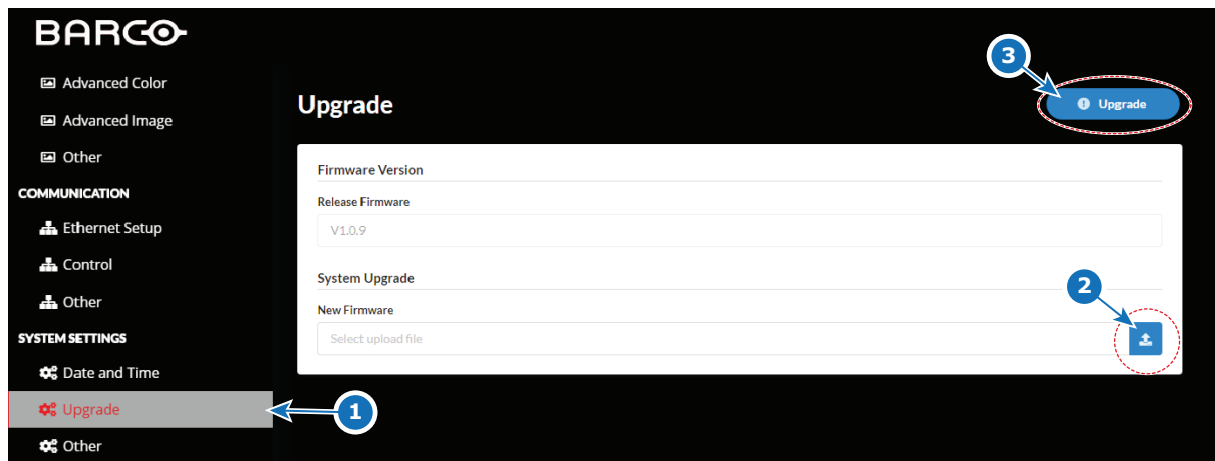 BARCO
Advanced Color
Advanced Image
Other
COMMUNICATION
Ethernet Setup
Control
Other
SYSTEM SETTINGS
Date and Time
Upgrade
Other
1
Upgrade
3
Upgrade
Firmware Version
Release Firmware
V1.0.9
System Upgrade
2
New Firmware
Select upload file